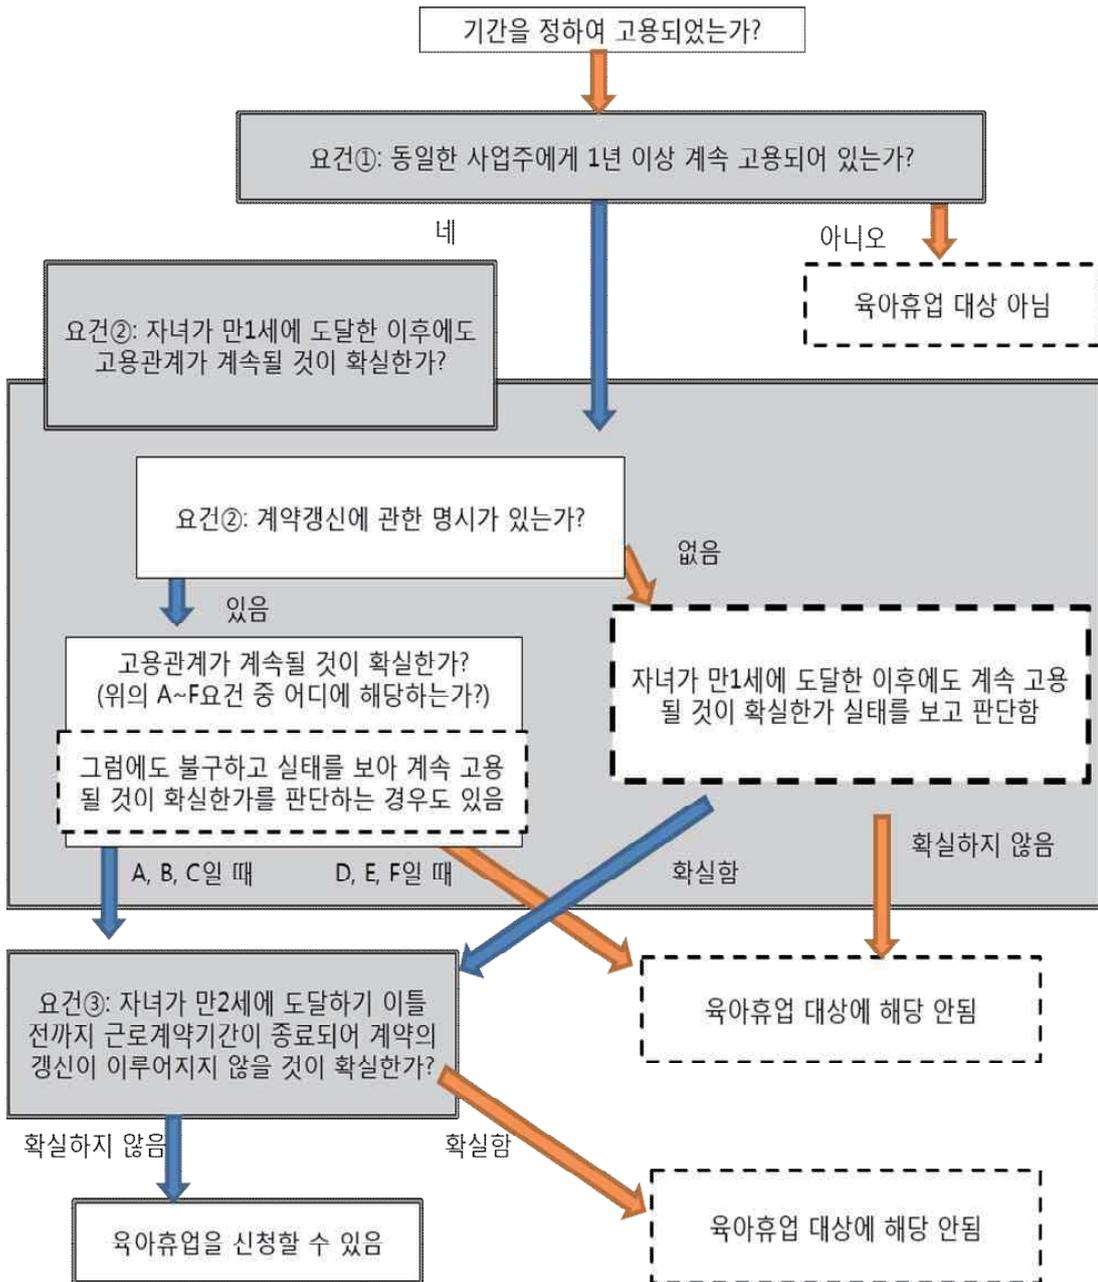 기간을 정하여 고용되었는가?
요건①: 동일한 사업주에게 1년 이상 계속 고용되어 있는가?
네
아니오
육아휴업 대상 아님
요건②: 자녀가 만1세에 도달한 이후에도
고용관계가 계속될 것이 확실한가?
요건②: 계약갱신에 관한 명시가 있는가?
없음
있음
고용관계가 계속될 것이 확실한가?
(위의 A~F요건 중 어디에 해당하는가?)
그럼에도 불구하고 실태를 보아 계속 고용
될 것이 확실한가를 판단하는 경우도 있음
자녀가 만1세에 도달한 이후에도 계속 고용
될 것이 확실한가 실태를 보고 판단함
A, B, C일 때
D, E, F일 때
확실함
확실하지 않음
요건③: 자녀가 만2세에 도달하기 이틀
전까지 근로계약기간이 종료되어 계약의
갱신이 이루어지지 않을 것이 확실한가?
육아휴업 대상에 해당 안됨
확실하지 않음
확실함
육아휴업을 신청할 수 있음
육아휴업 대상에 해당 안됨